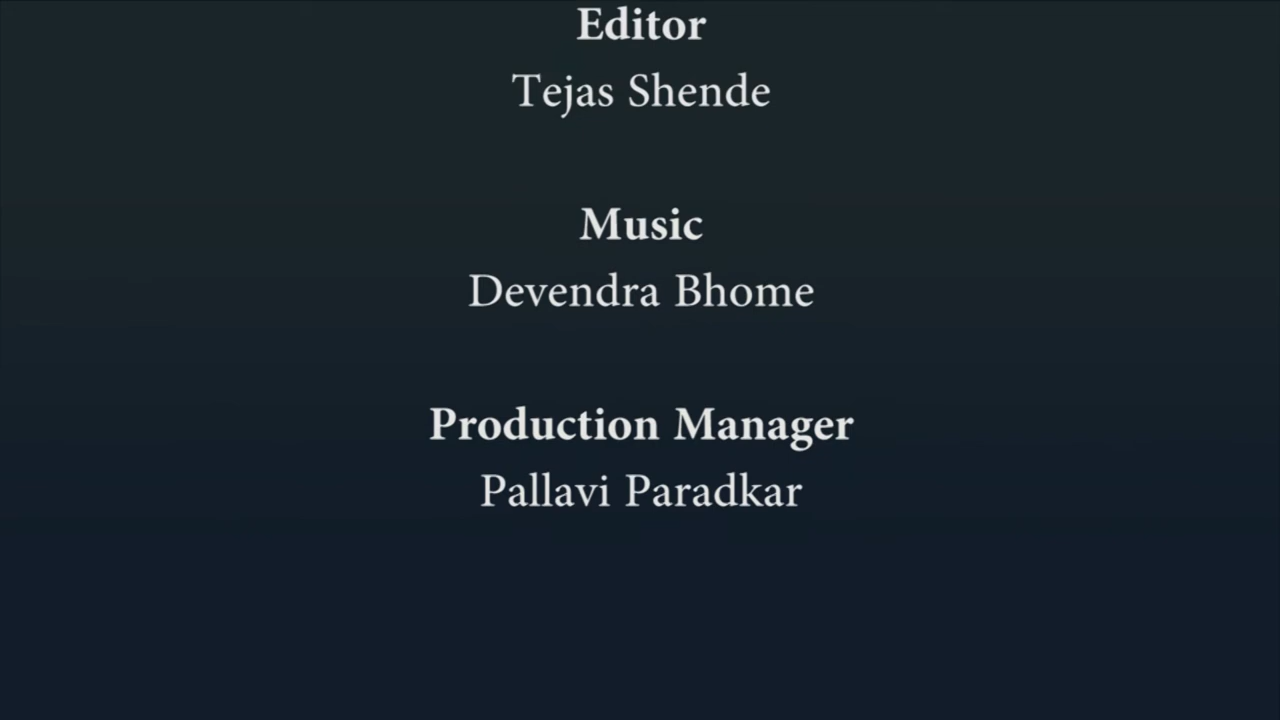 Editor
Tejas Shende
Music
Devendra Bhome
Production Manager
Pallavi Paradkar